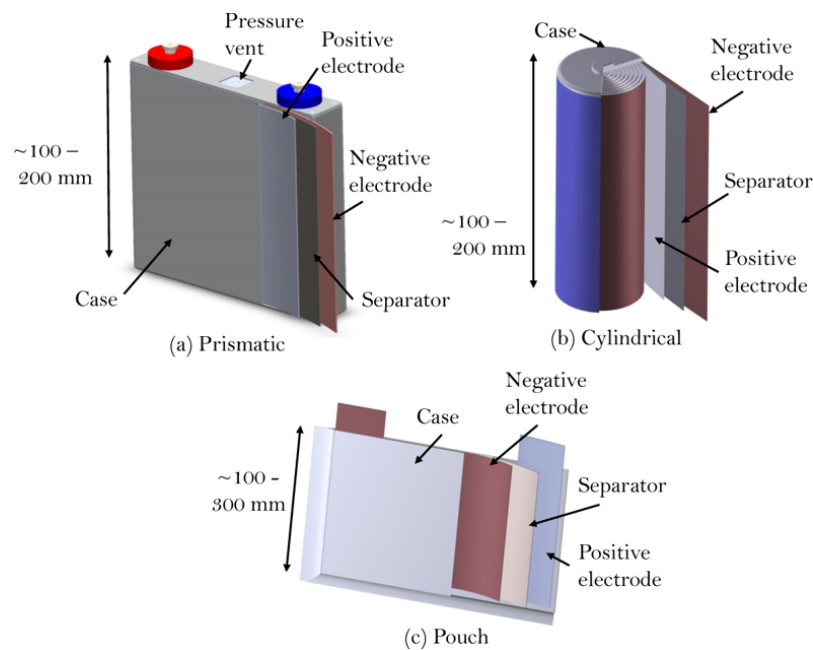 Pressure
vent
Positive
electrode
~100 –
200 mm
Negative
electrode
Case
Separator
(a) Prismatic
Case
Negative
electrode
~100 –
200 mm
Separator
Positive
electrode
(b) Cylindrical
Negative
electrode
Case
~100 -
300 mm
Separator
Positive
electrode
(c) Pouch